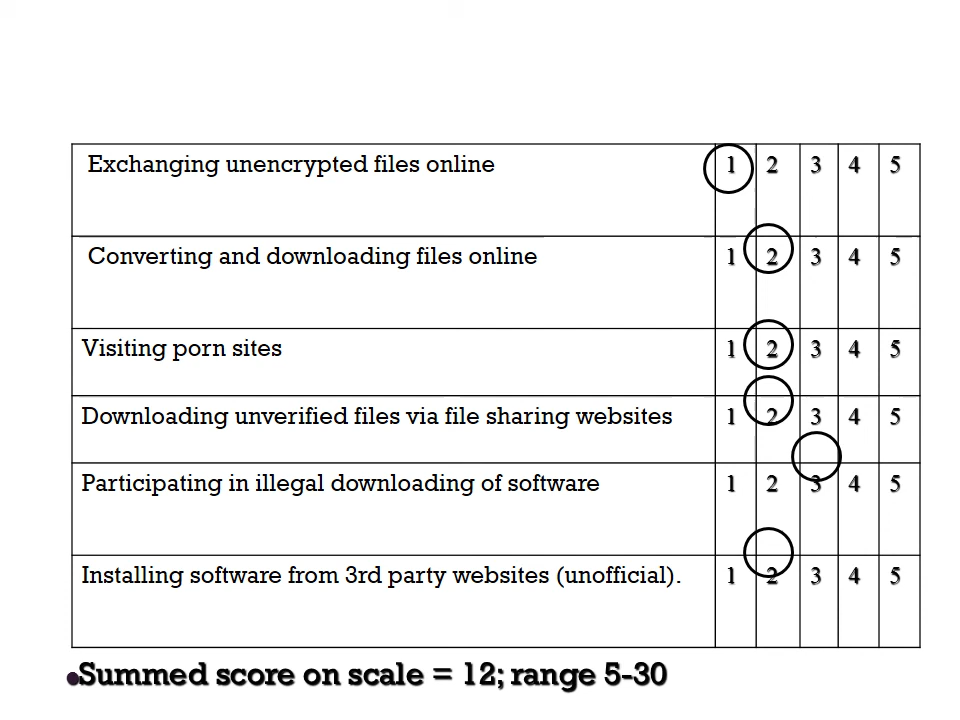 Exchanging unencrypted files online 1 2 3 4 5
Converting and downloading files online 1 2 3 4 5
Visiting porn sites 1 2 3 4 5
Downloading unverified files via file sharing websites 1 2 3 4 5
Participating in illegal downloading of software 1 2 3 4 5
Installing software from 3rd party websites (unofficial). 1 2 3 4 5
•Summed score on scale = 12; range 5-30